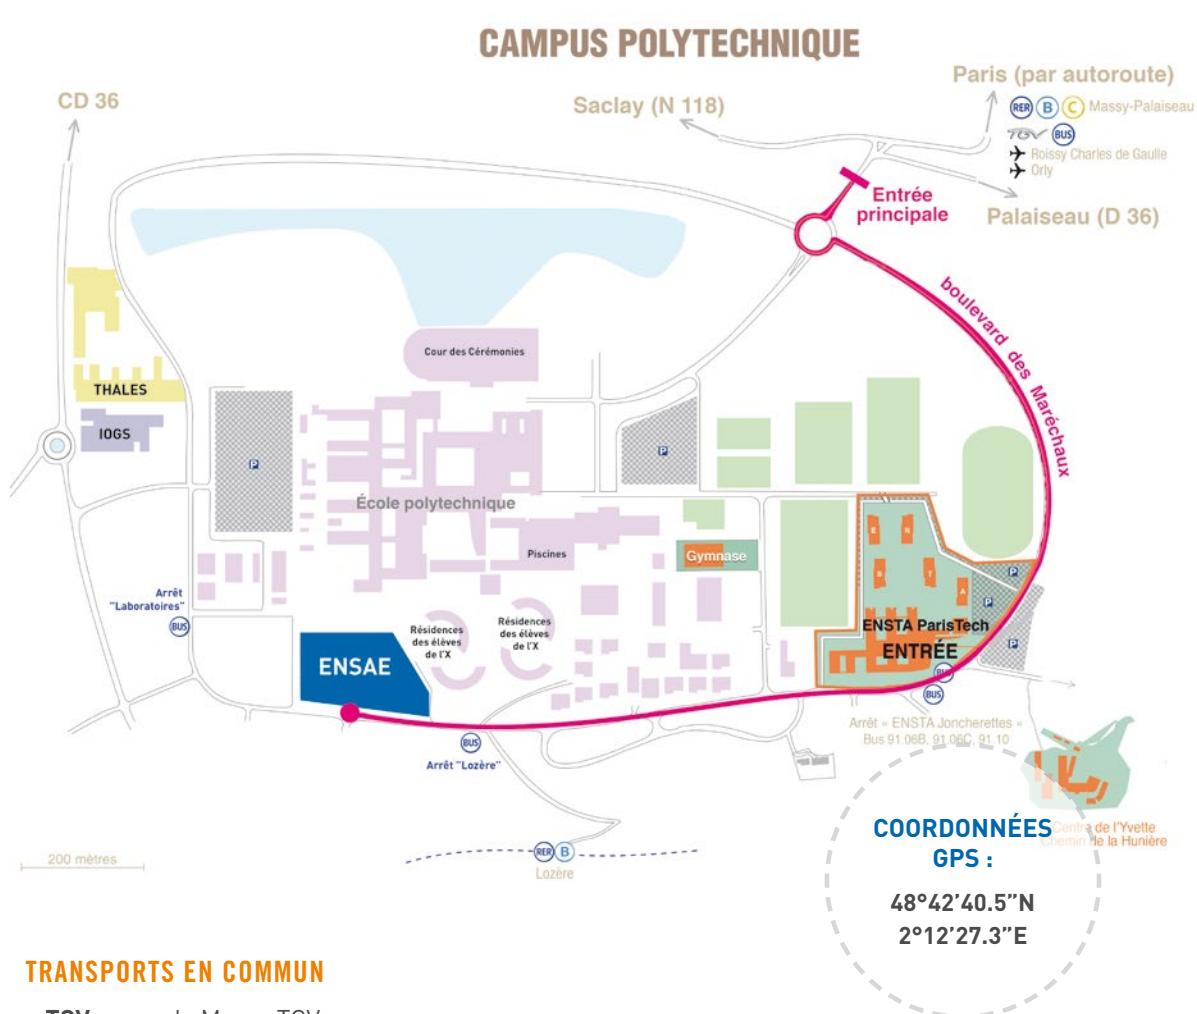 CAMPUS POLYTECHNIQUE
Paris (par autoroute)
CD 36
Saclay (N 118)
RER B C Massy-Palaiseau
TGV BUS
Roissy Charles de Gaulle
Orly
Entrée
principale
Palaiseau (D 36)
boulevard des Maréchaux
Cour des Cérémonies
THALES
IOGS
P
P
École polytechnique
Piscines
Gymnase
E N
S T A
P
P
P
Arrêt
"Laboratoires"
BUS
Résidences
des élèves
de l'X
Résidences
des élèves
de l'X
ENSTA ParisTech
ENTRÉE
ENSAE
BUS
BUS
Arrêt « ENSTA Joncherettes »
Bus 91.06B, 91.06C, 91.10
BUS
Arrêt "Lozère"
RER B
Lozère
200 mètres
Centre de l'Yvette
Chemin de la Hunière
COORDONNÉES
GPS :
48°42'40.5"N
2°12'27.3"E
TRANSPORTS EN COMMUN